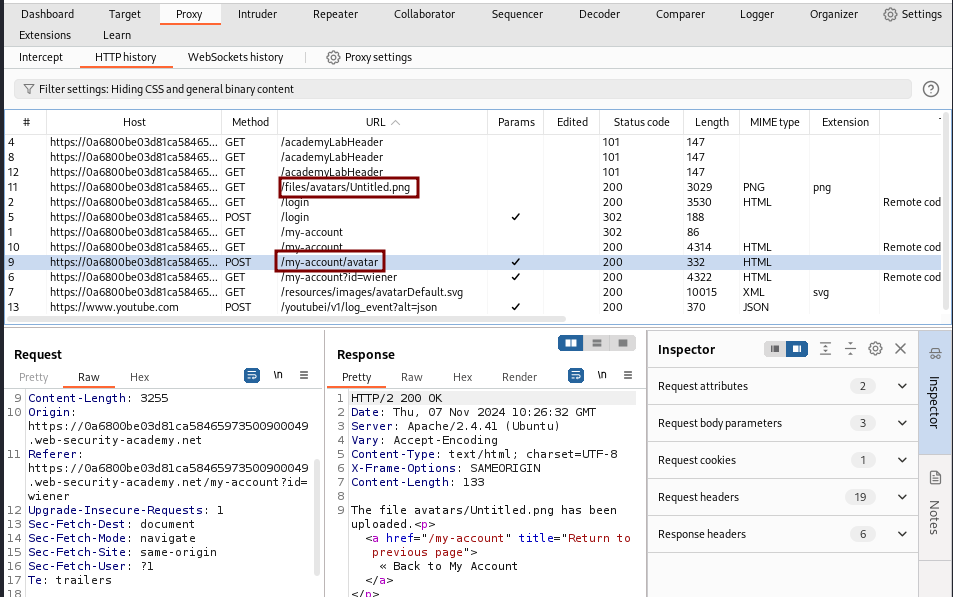 Dashboard Target Proxy Intruder Repeater Collaborator Sequencer Decoder Comparer Logger Organizer Settings
Extensions Learn
Intercept HTTP history WebSockets history Proxy settings
Filter settings: Hiding CSS and general binary content
# Host Method URL Params Edited Status code Length MIME type Extension
4 https://0a6800be03d81ca58465... GET /academyLabHeader 101 147
8 https://0a6800be03d81ca58465... GET /academyLabHeader 101 147
12 https://0a6800be03d81ca58465... GET /academyLabHeader 101 147
11 https://0a6800be03d81ca58465... GET /files/avatars/Untitled.png 200 3029 PNG png
2 https://0a6800be03d81ca58465... GET /login 200 3530 HTML Remote cod
5 https://0a6800be03d81ca58465... POST /login ✓ 302 188
1 https://0a6800be03d81ca58465... GET /my-account 302 86
10 https://0a6800be03d81ca58465... GET /my-account 200 4314 HTML Remote cod
9 https://0a6800be03d81ca58465... POST /my-account/avatar ✓ 200 332 HTML
6 https://0a6800be03d81ca58465... GET /my-account?id=wiener ✓ 200 4322 HTML Remote cod
7 https://0a6800be03d81ca58465... GET /resources/images/avatarDefault.svg 200 10015 XML svg
13 https://www.youtube.com POST /youtubei/v1/log_event?alt=json ✓ 200 370 JSON
Request
Pretty Raw Hex \n
9 Content-Length: 3255
10 Origin:
https://0a6800be03d81ca58465973500900049
.web-security-academy.net
11 Referer:
https://0a6800be03d81ca58465973500900049
.web-security-academy.net/my-account?id=
wiener
12 Upgrade-Insecure-Requests: 1
13 Sec-Fetch-Dest: document
14 Sec-Fetch-Mode: navigate
15 Sec-Fetch-Site: same-origin
16 Sec-Fetch-User: ?1
17 Te: trailers
18
Response
Pretty Raw Hex Render \n
1 HTTP/2 200 OK
2 Date: Thu, 07 Nov 2024 10:26:32 GMT
3 Server: Apache/2.4.41 (Ubuntu)
4 Vary: Accept-Encoding
5 Content-Type: text/html; charset=UTF-8
6 X-Frame-Options: SAMEORIGIN
7 Content-Length: 133
8
9 The file avatars/Untitled.png has been
uploaded.<p>
<a href="/my-account" title="Return to
previous page">
« Back to My Account
</a>
</p>
Inspector
Request attributes 2
Request body parameters 3
Request cookies 1
Request headers 19
Response headers 6
Inspector
Notes